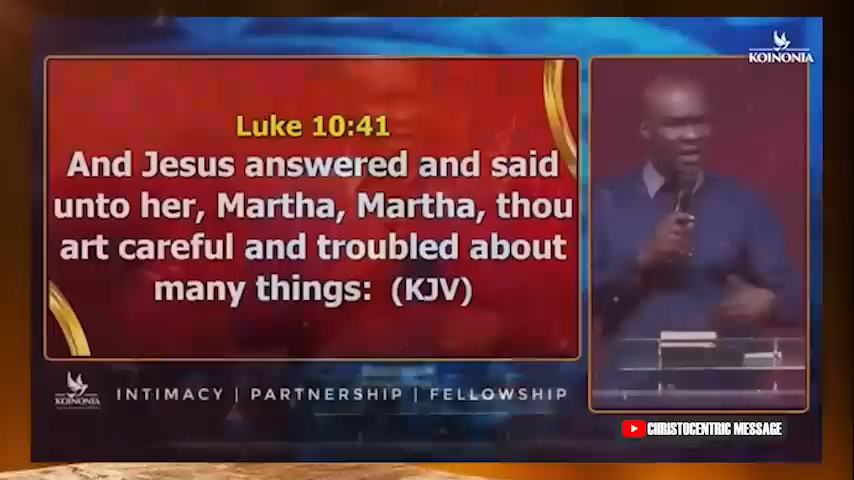 KOINONIA
Luke 10:41
And Jesus answered and said
unto her, Martha, Martha, thou
art careful and troubled about
many things: (KJV)
KOINONIA
INTIMACY | PARTNERSHIP | FELLOWSHIP
CHRISTOCENTRIC MESSAGE